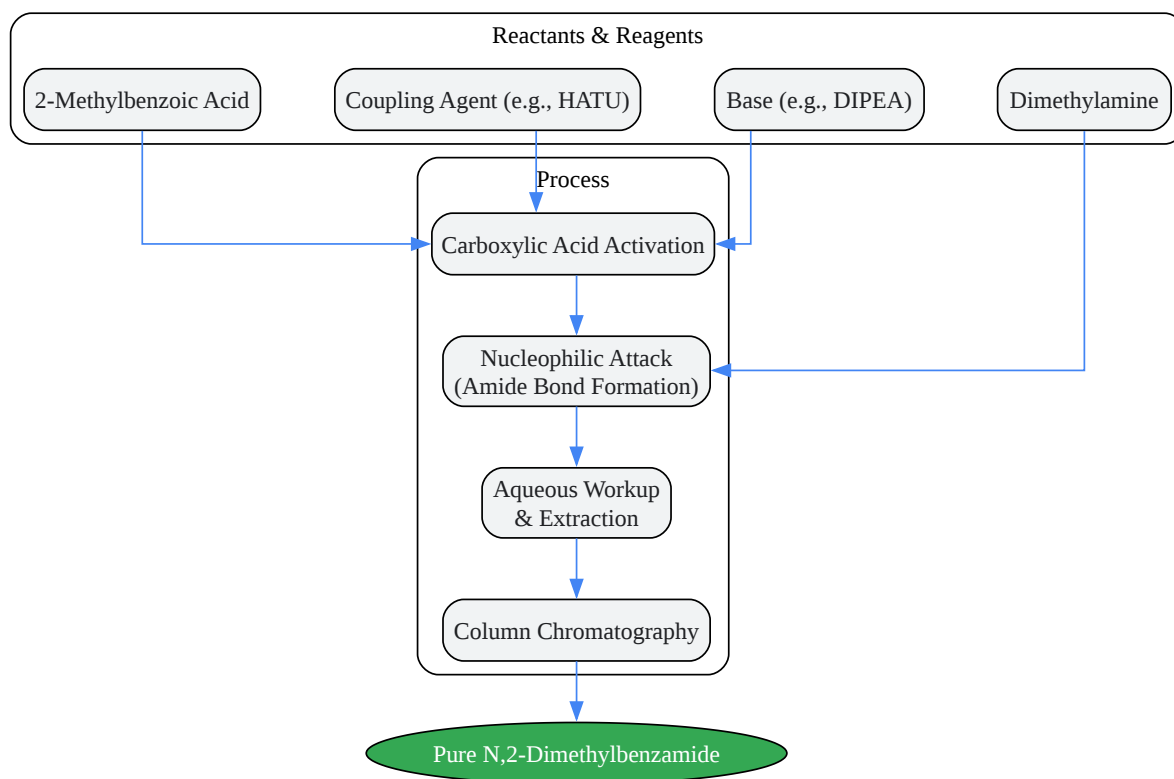 Reactants & Reagents
2-Methylbenzoic Acid
Coupling Agent (e.g., HATU)
Base (e.g., DIPEA)
Dimethylamine
Process
Carboxylic Acid Activation
Nucleophilic Attack
(Amide Bond Formation)
Aqueous Workup
& Extraction
Column Chromatography
Pure N,2-Dimethylbenzamide